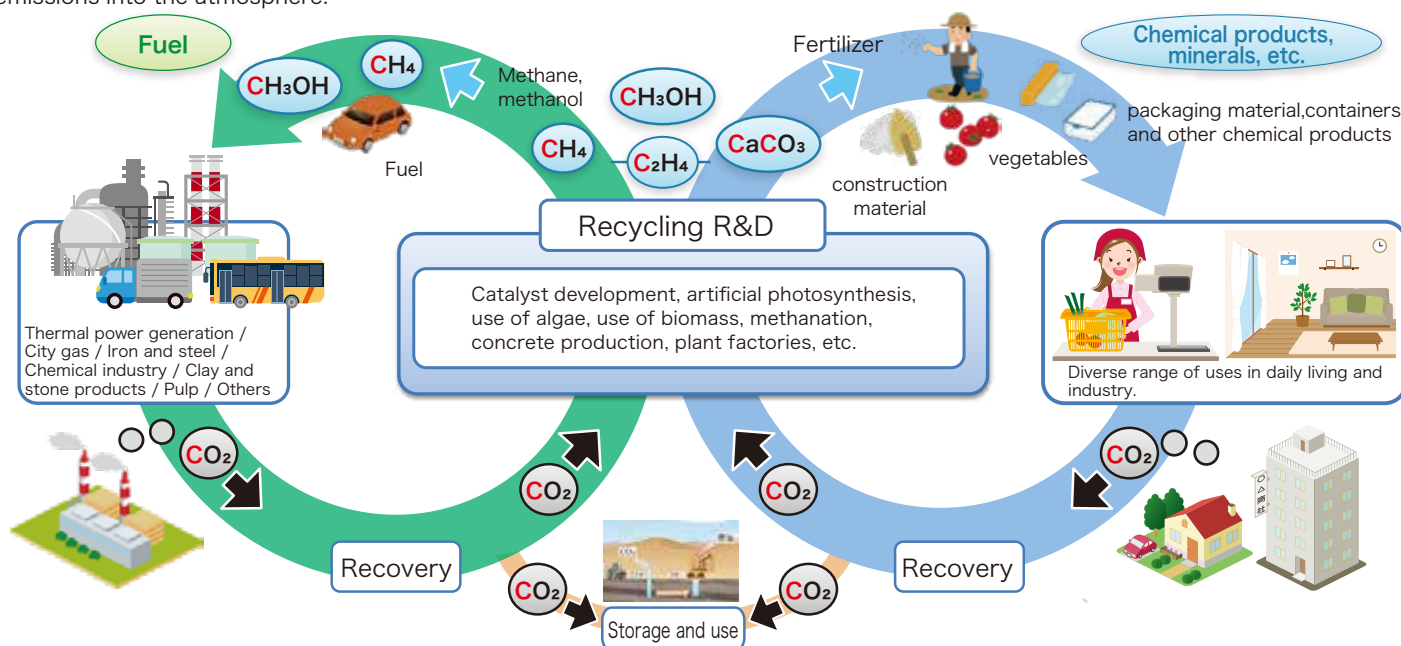 emissions into the atmosphere.
Fuel
CH₃OH
CH₄
Methane,
methanol
Fuel
CH₃OH
CH₄
C₂H₄
CaCO₃
Fertilizer
Chemical products,
minerals, etc.
packaging material,containers
and other chemical products
vegetables
construction
material
Recycling R&D
Catalyst development, artificial photosynthesis,
use of algae, use of biomass, methanation,
concrete production, plant factories, etc.
Thermal power generation /
City gas / Iron and steel /
Chemical industry / Clay and
stone products / Pulp / Others
Diverse range of uses in daily living and
industry.
CO₂
CO₂
CO₂
CO₂
〇△商社
Recovery
Recovery
CO₂
CO₂
CO₂
Storage and use